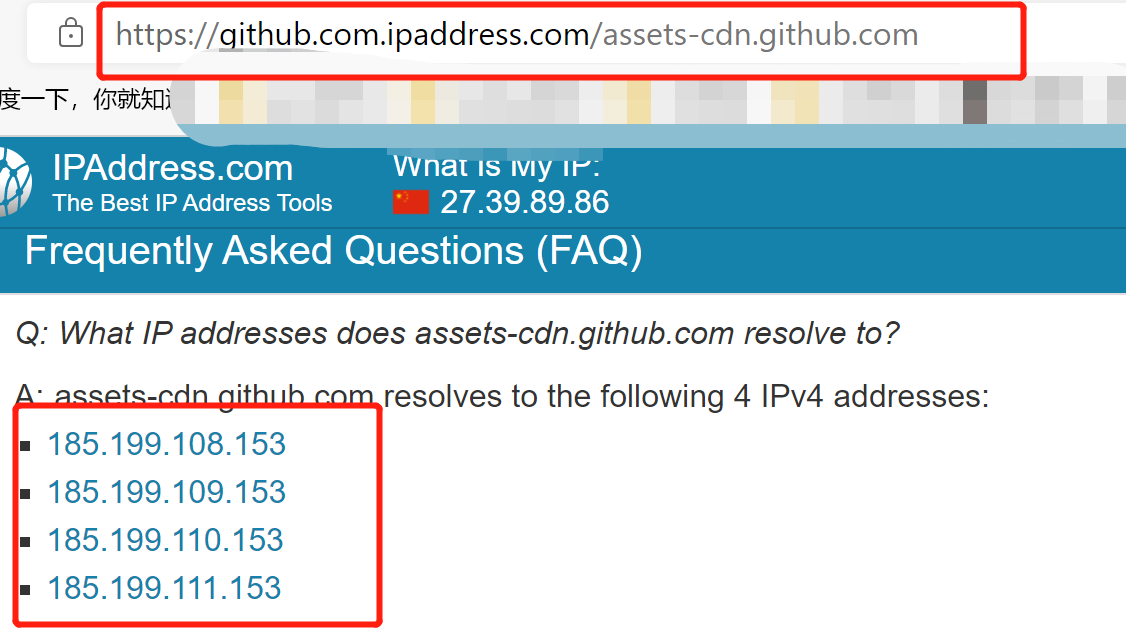 https://github.com.ipaddress.com/assets-cdn.github.com
度一下，你就知道
IPAddress.com
The Best IP Address Tools
What Is My IP:
27.39.89.86
Frequently Asked Questions (FAQ)
Q: What IP addresses does assets-cdn.github.com resolve to?
A: assets-cdn.github.com resolves to the following 4 IPv4 addresses:
185.199.108.153
185.199.109.153
185.199.110.153
185.199.111.153